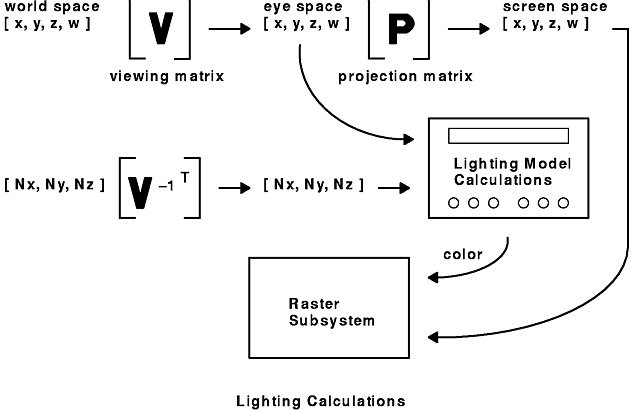 world space
[ x, y, z, w ]
V
viewing matrix
eye space
[ x, y, z, w ]
P
projection matrix
screen space
[ x, y, z, w ]
[ Nx, Ny, Nz ]
V −1 T
[ Nx, Ny, Nz ]
Lighting Model
Calculations
color
Raster
Subsystem
Lighting Calculations